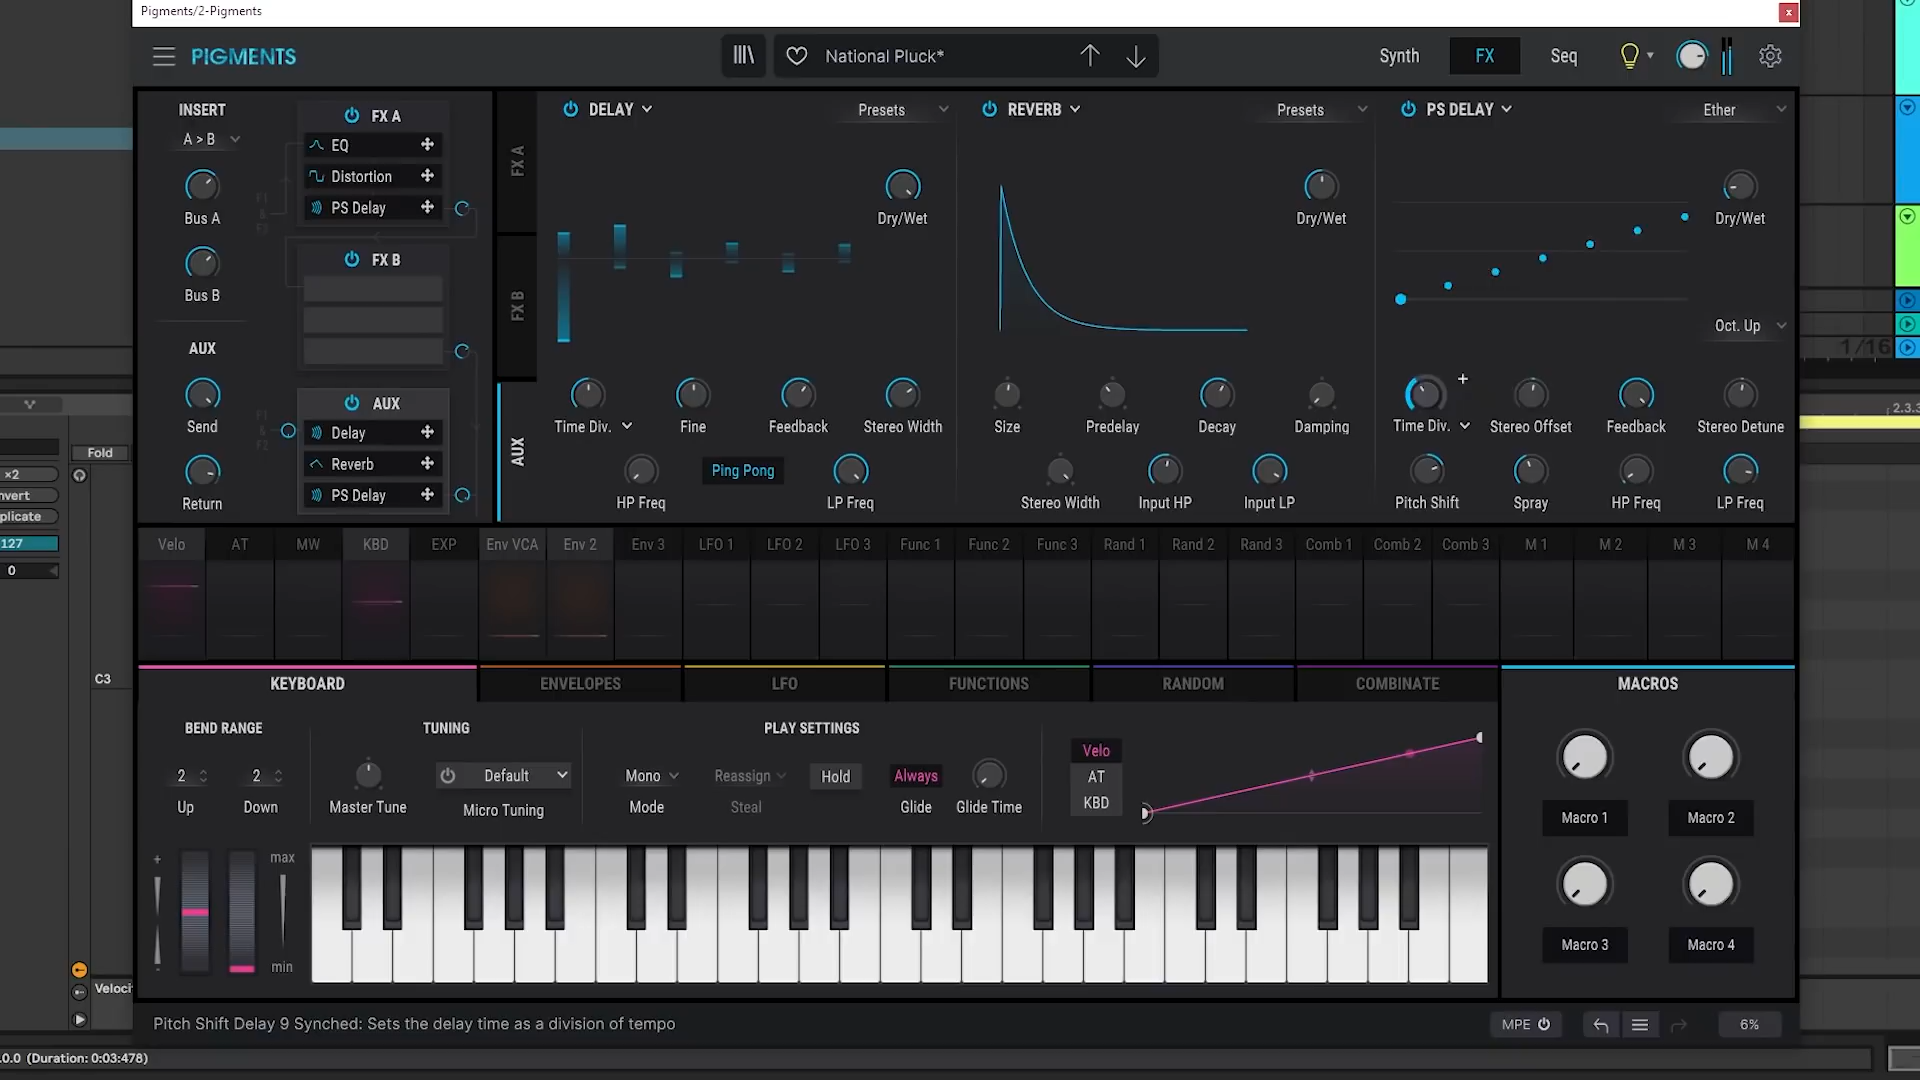 Pigments/2-Pigments
x
PIGMENTS
National Pluck*
Synth
FX
Seq
INSERT
A > B
Bus A
Bus B
AUX
Send
Return
FX A
EQ
Distortion
PS Delay
FX B
AUX
Delay
Reverb
PS Delay
FX A
FX B
AUX
DELAY
Presets
Dry/Wet
Time Div.
Fine
Feedback
Stereo Width
HP Freq
Ping Pong
LP Freq
REVERB
Presets
Dry/Wet
Size
Predelay
Decay
Damping
Stereo Width
Input HP
Input LP
PS DELAY
Ether
Dry/Wet
Oct. Up
Time Div.
Stereo Offset
Feedback
Stereo Detune
Pitch Shift
Spray
HP Freq
LP Freq
Velo AT MW KBD EXP Env VCA Env 2 Env 3 LFO 1 LFO 2 LFO 3 Func 1 Func 2 Func 3 Rand 1 Rand 2 Rand 3 Comb 1 Comb 2 Comb 3 M 1 M 2 M 3 M 4
KEYBOARD
ENVELOPES
LFO
FUNCTIONS
RANDOM
COMBINATE
MACROS
BEND RANGE
2 2
Up Down
TUNING
Master Tune
Default
Micro Tuning
PLAY SETTINGS
Mono
Mode
Reassign
Steal
Hold
Always
Glide
Glide Time
Velo
AT
KBD
+
max
min
Macro 1
Macro 2
Macro 3
Macro 4
Pitch Shift Delay 9 Synched: Sets the delay time as a division of tempo
MPE
6%
1/16
2.3.3
Fold
x2
nvert
plicate
127
0
C3
Veloci
.0.0 (Duration: 0:03:478)